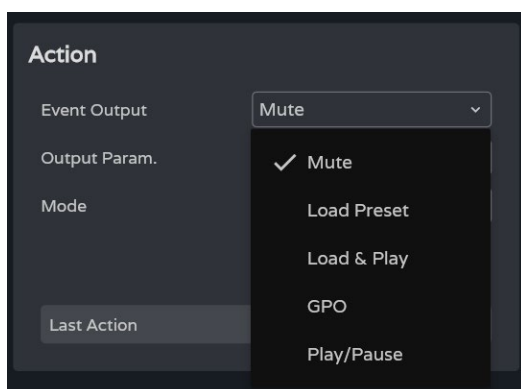 Action
Event Output
Mute
Output Param.
Mute
Mode
Load Preset
Load & Play
GPO
Last Action
Play/Pause